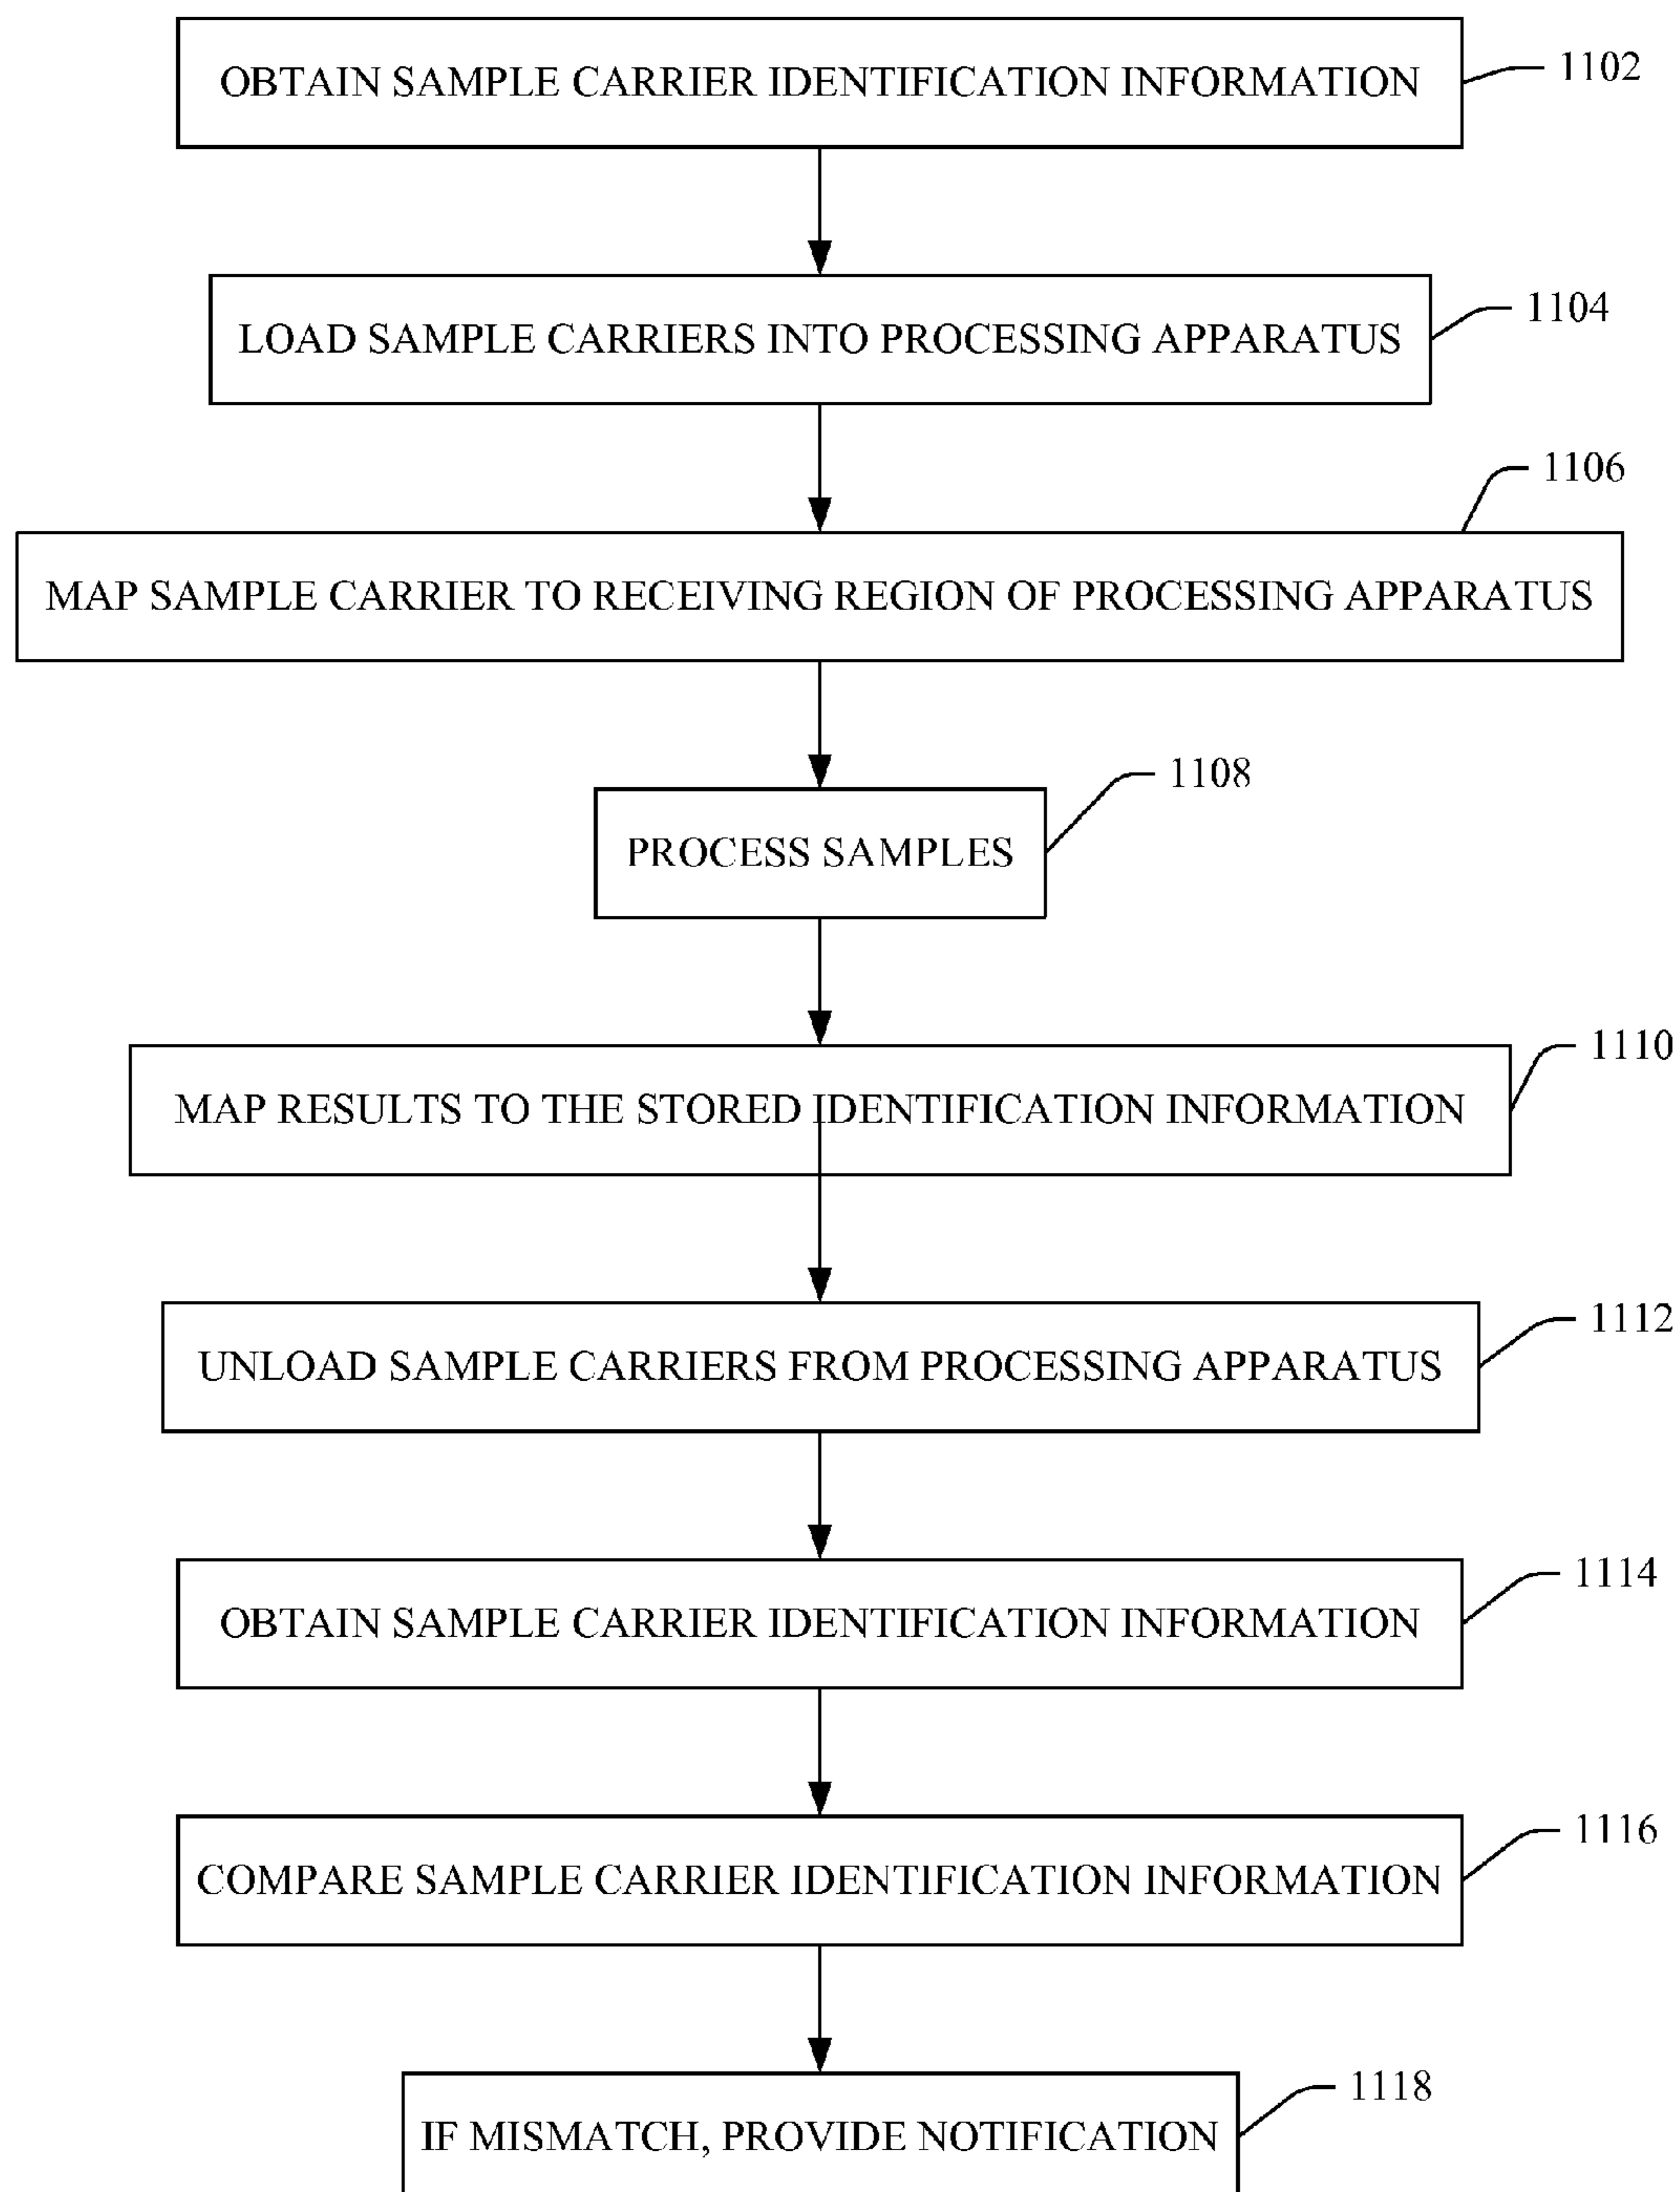 OBTAIN SAMPLE CARRIER IDENTIFICATION INFORMATION
1102
LOAD SAMPLE CARRIERS INTO PROCESSING APPARATUS
1104
MAP SAMPLE CARRIER TO RECEIVING REGION OF PROCESSING APPARATUS
1106
PROCESS SAMPLES
1108
MAP RESULTS TO THE STORED IDENTIFICATION INFORMATION
1110
UNLOAD SAMPLE CARRIERS FROM PROCESSING APPARATUS
1112
OBTAIN SAMPLE CARRIER IDENTIFICATION INFORMATION
1114
COMPARE SAMPLE CARRIER IDENTIFICATION INFORMATION
1116
IF MISMATCH, PROVIDE NOTIFICATION
1118